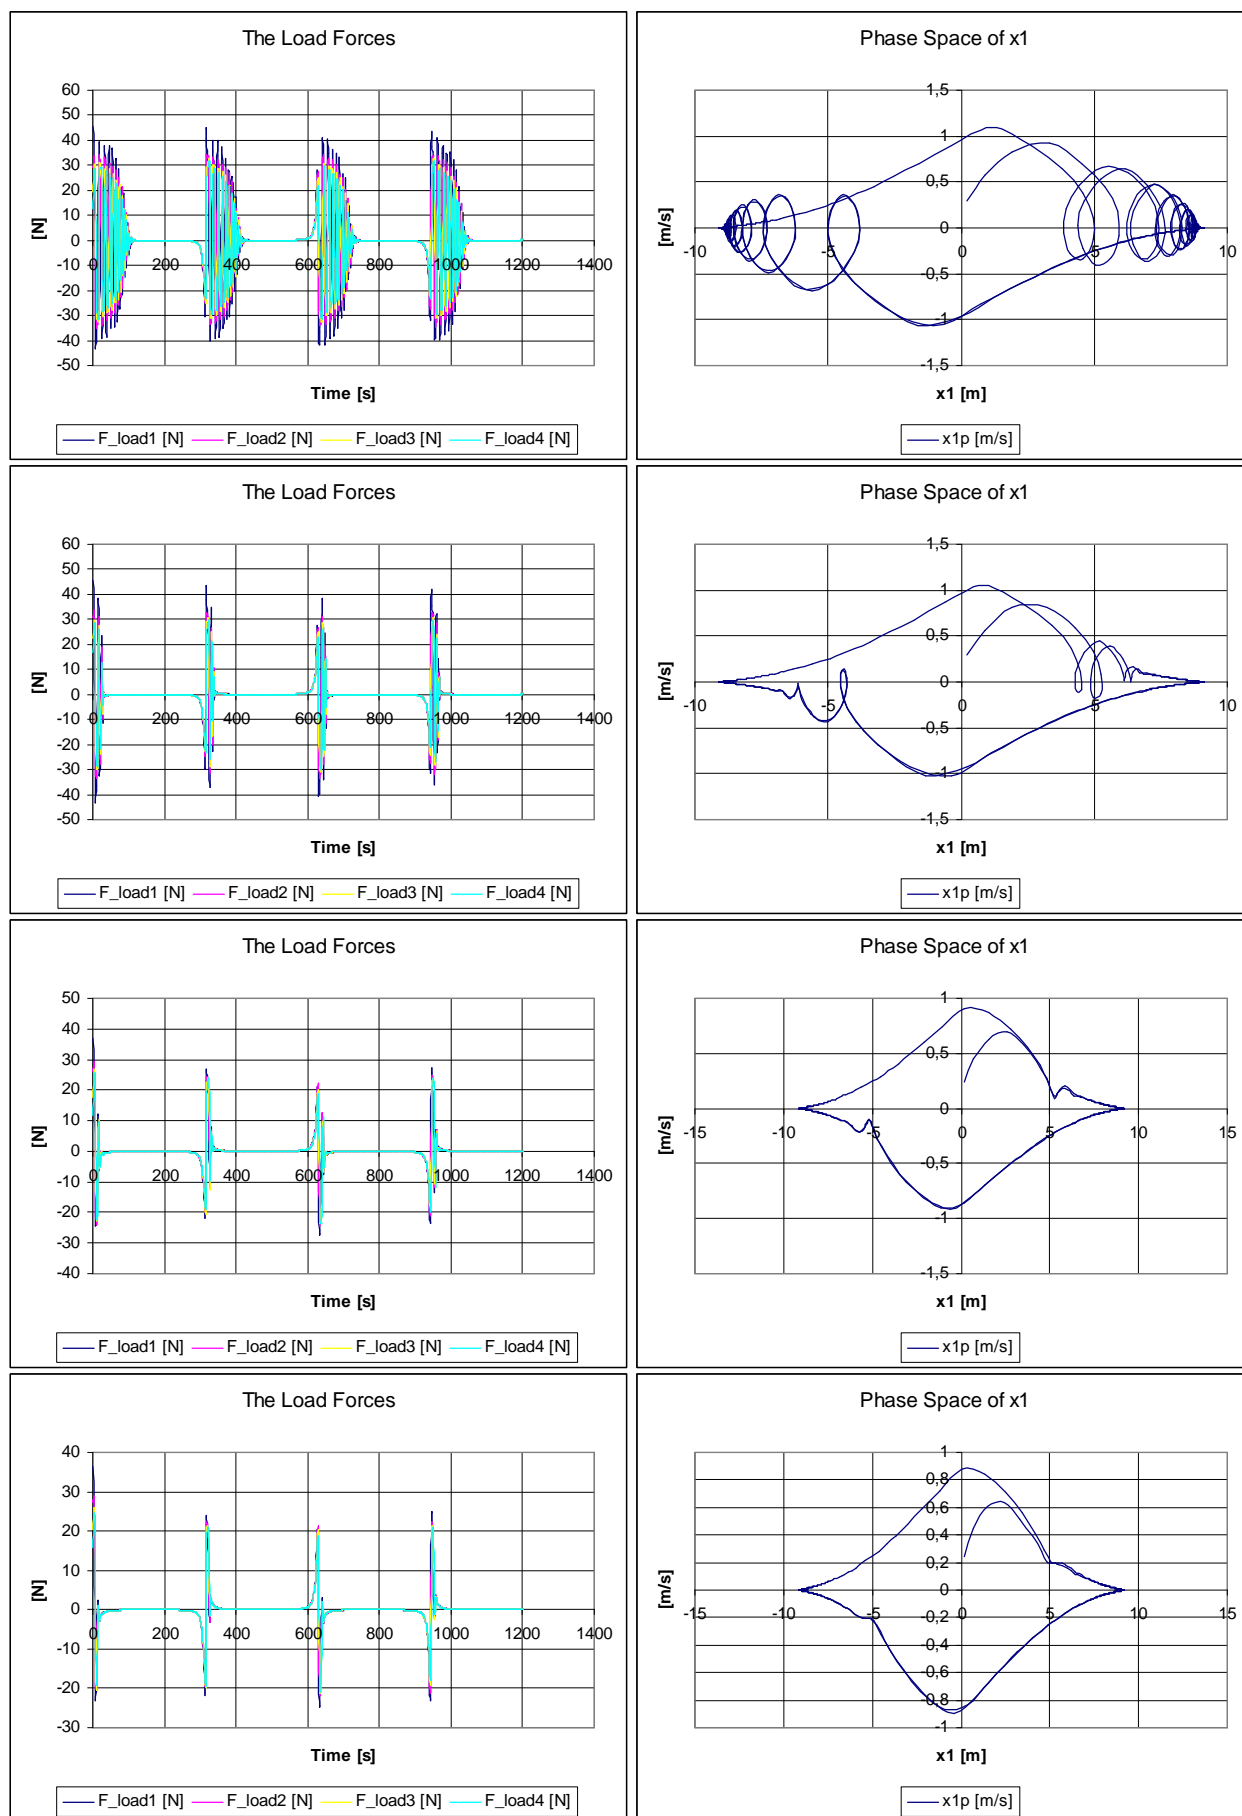 The Load Forces
60
50
40
30
20
10
0
-10
-20
-30
-40
-50
0 200 400 600 800 1000 1200 1400
[N]
Time [s]
F_load1 [N] F_load2 [N] F_load3 [N] F_load4 [N]
Phase Space of x1
1,5
1
0,5
0
-0,5
-1
-1,5
-10 -5 0 5 10
[m/s]
x1 [m]
x1p [m/s]
The Load Forces
60
50
40
30
20
10
0
-10
-20
-30
-40
-50
0 200 400 600 800 1000 1200 1400
[N]
Time [s]
F_load1 [N] F_load2 [N] F_load3 [N] F_load4 [N]
Phase Space of x1
1,5
1
0,5
0
-0,5
-1
-1,5
-10 -5 0 5 10
[m/s]
x1 [m]
x1p [m/s]
The Load Forces
50
40
30
20
10
0
-10
-20
-30
-40
0 200 400 600 800 1000 1200 1400
[N]
Time [s]
F_load1 [N] F_load2 [N] F_load3 [N] F_load4 [N]
Phase Space of x1
1
0,5
0
-0,5
-1
-1,5
-15 -10 -5 0 5 10 15
[m/s]
x1 [m]
x1p [m/s]
The Load Forces
40
30
20
10
0
-10
-20
-30
0 200 400 600 800 1000 1200 1400
[N]
Time [s]
F_load1 [N] F_load2 [N] F_load3 [N] F_load4 [N]
Phase Space of x1
1
0,8
0,6
0,4
0,2
0
-0,2
-0,4
-0,6
-0,8
-1
-15 -10 -5 0 5 10 15
[m/s]
x1 [m]
x1p [m/s]